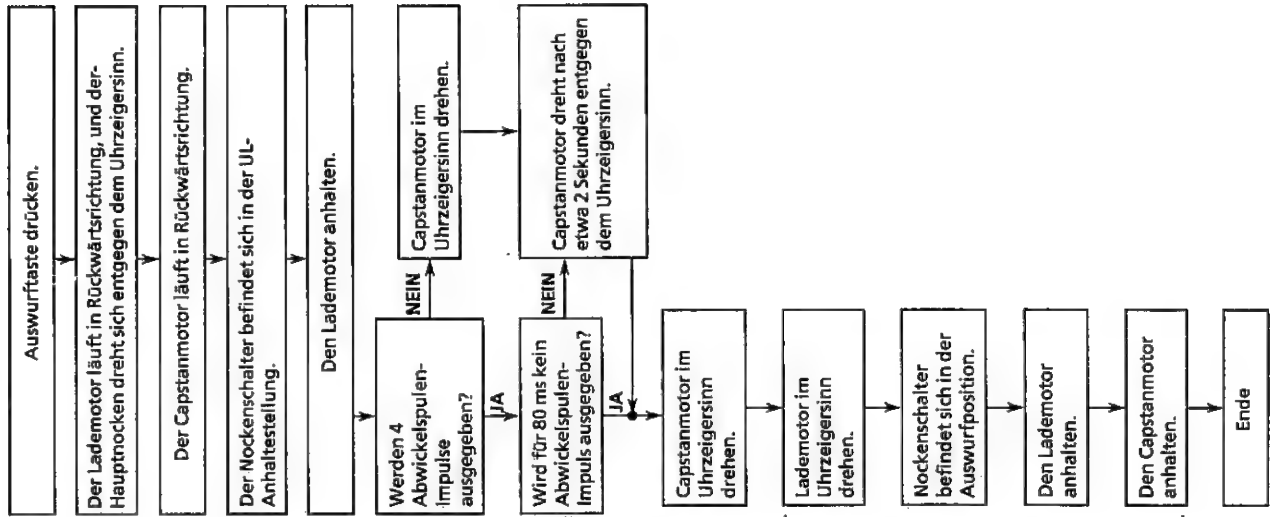 Auswurftaste drücken.
Der Lademotor läuft in Rückwärtsrichtung, und der-
Hauptnocken dreht sich entgegen dem Uhrzeigersinn.
Der Capstanmotor läuft in Rückwärtsrichtung.
Der Nockenschalter befindet sich in der UL-
Anhaltestellung.
Den Lademotor anhalten.
Werden 4
Abwickelspulen-
Impulse
ausgegeben?
NEIN
Capstanmotor im
Uhrzeigersinn drehen.
JA
Wird für 80 ms kein
Abwickelspulen-
Impuls ausgegeben?
NEIN
Capstanmotor dreht nach
etwa 2 Sekunden entgegen
dem Uhrzeigersinn.
JA
Capstanmotor im
Uhrzeigersinn
drehen.
Lademotor im
Uhrzeigersinn
drehen.
Nockenschalter
befindet sich in der
Auswurfposition.
Den Lademotor
anhalten.
Den Capstanmotor
anhalten.
Ende